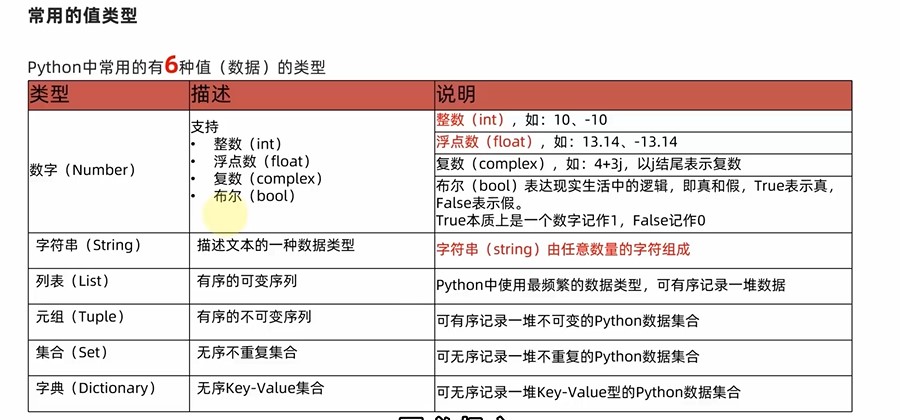 常用的值类型
Python中常用的有6种值（数据）的类型
类型
描述
说明
数字（Number）
支持
• 整数（int）
• 浮点数（float）
• 复数（complex）
• 布尔（bool）
整数（int），如：10、-10
浮点数（float），如：13.14、-13.14
复数（complex），如：4+3j，以j结尾表示复数
布尔（bool）表达现实生活中的逻辑，即真和假，True表示真，
False表示假。
True本质上是一个数字记作1，False记作0
字符串（String）
描述文本的一种数据类型
字符串（string）由任意数量的字符组成
列表（List）
有序的可变序列
Python中使用最频繁的数据类型，可有序记录一堆数据
元组（Tuple）
有序的不可变序列
可有序记录一堆不可变的Python数据集合
集合（Set）
无序不重复集合
可无序记录一堆不重复的Python数据集合
字典（Dictionary）
无序Key-Value集合
可无序记录一堆Key-Value型的Python数据集合